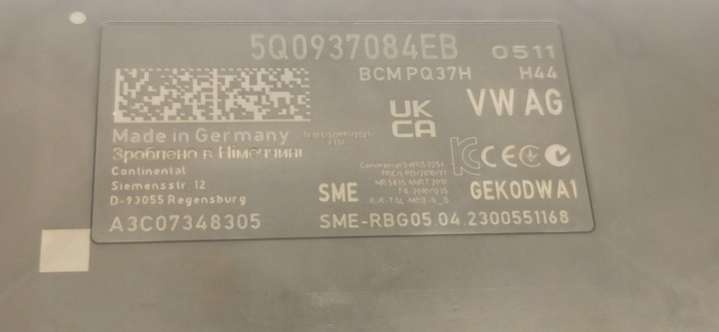 5Q0937084EB 0511
BCM PQ37H H44
VW AG
UK
CA
Made in Germany
Зроблено в Німеччині
Continental
Siemensstr. 12
D-93055 Regensburg
CE
SME
GEKODWA1
A3C07348305
SME-RBG05.04.2300551168